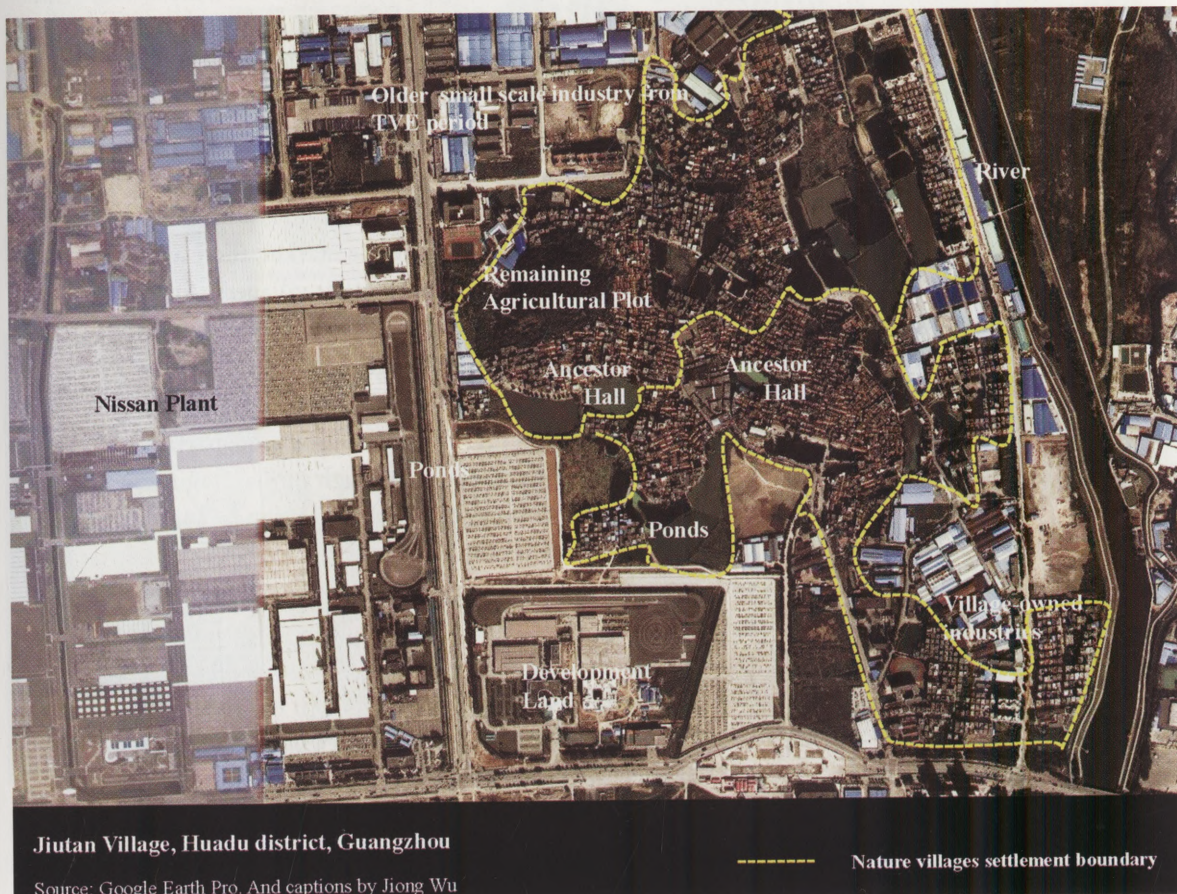 Older small scale industry from
TVE period
River
Remaining
Agricultural Plot
Ancestor
Hall
Ancestor
Hall
Nissan Plant
Ponds
Ponds
Village-owned
industries
Development
Land
Jiutan Village, Huadu district, Guangzhou
Nature villages settlement boundary
Source: Google Earth Pro. And captions by Jiong Wu